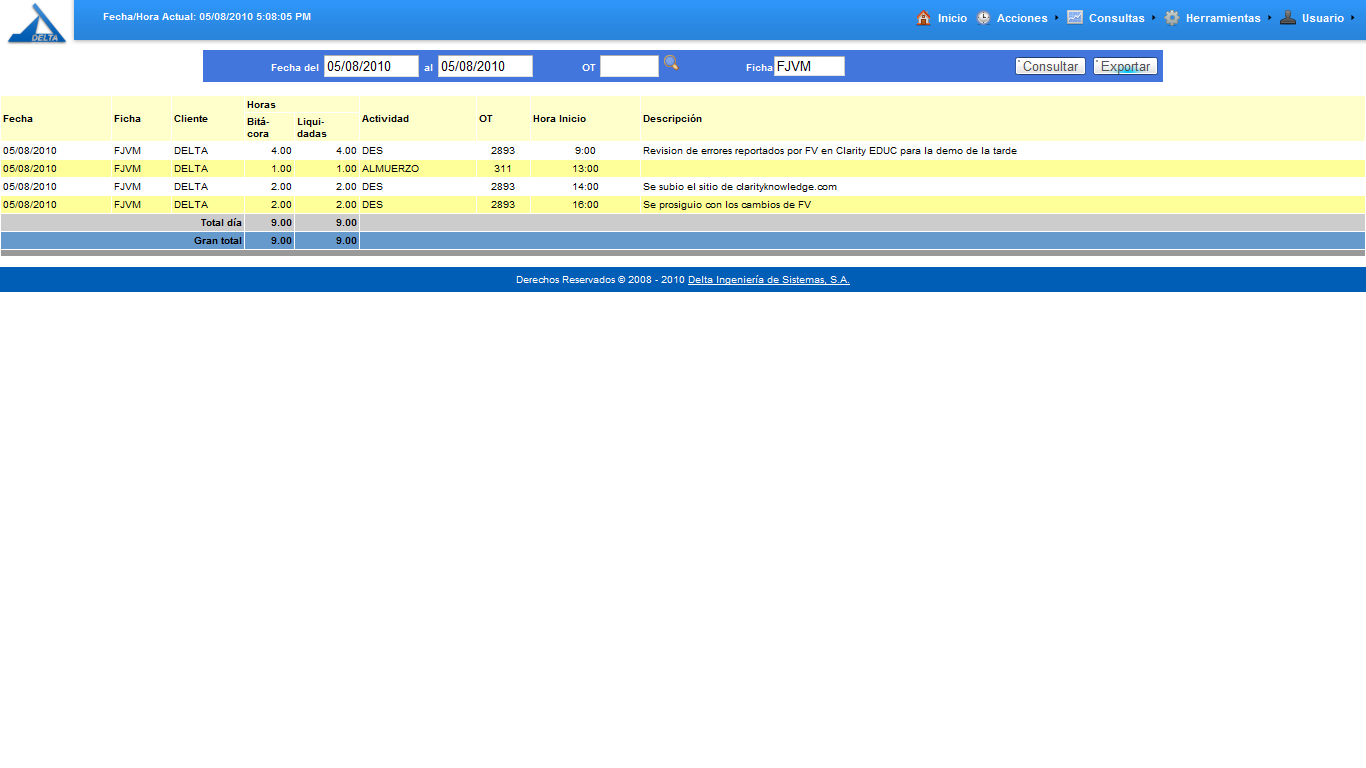 DELTA
Fecha/Hora Actual: 05/08/2010 5:08:05 PM
Inicio Acciones Consultas Herramientas Usuario
Fecha del 05/08/2010 al 05/08/2010 OT Ficha FJVM Consultar Exportar
Fecha Ficha Cliente Horas Actividad OT Hora Inicio Descripción
Bitá- Liqui-
cora dadas
05/08/2010 FJVM DELTA 4.00 4.00 DES 2893 9:00 Revision de errores reportados por FV en Clarity EDUC para la demo de la tarde
05/08/2010 FJVM DELTA 1.00 1.00 ALMUERZO 311 13:00
05/08/2010 FJVM DELTA 2.00 2.00 DES 2893 14:00 Se subio el sitio de clarityknowledge.com
05/08/2010 FJVM DELTA 2.00 2.00 DES 2893 16:00 Se prosiguio con los cambios de FV
Total día 9.00 9.00
Gran total 9.00 9.00
Derechos Reservados © 2008 - 2010 Delta Ingeniería de Sistemas, S.A.